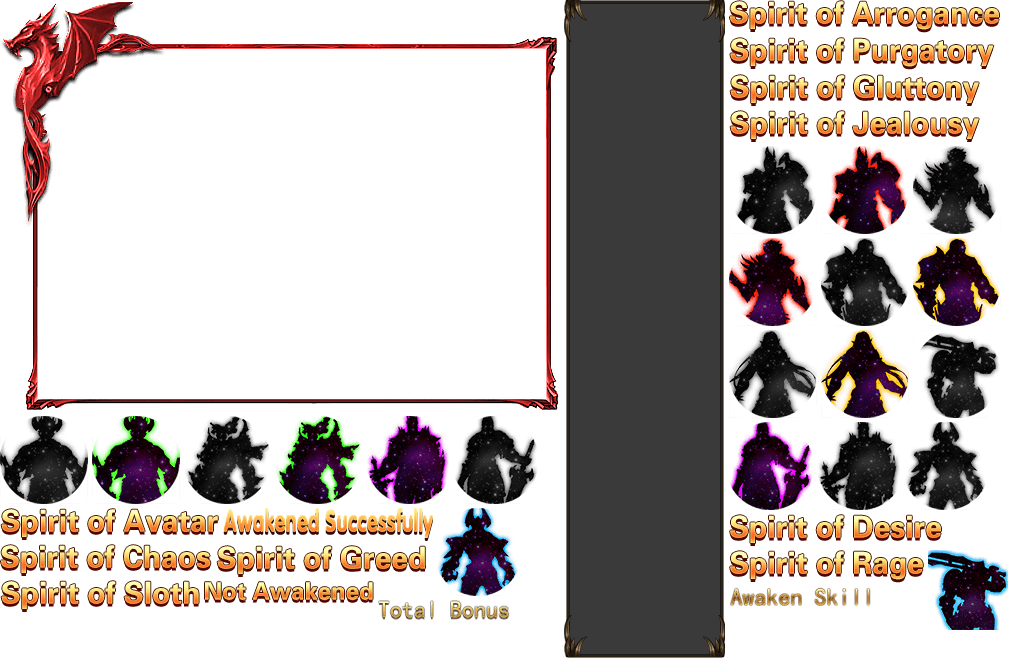 Spirit of Arrogance
Spirit of Purgatory
Spirit of Gluttony
Spirit of Jealousy
Spirit of Avatar
Awakened Successfully
Spirit of Chaos
Spirit of Greed
Spirit of Sloth
Not Awakened
Total Bonus
Spirit of Desire
Spirit of Rage
Awaken Skill